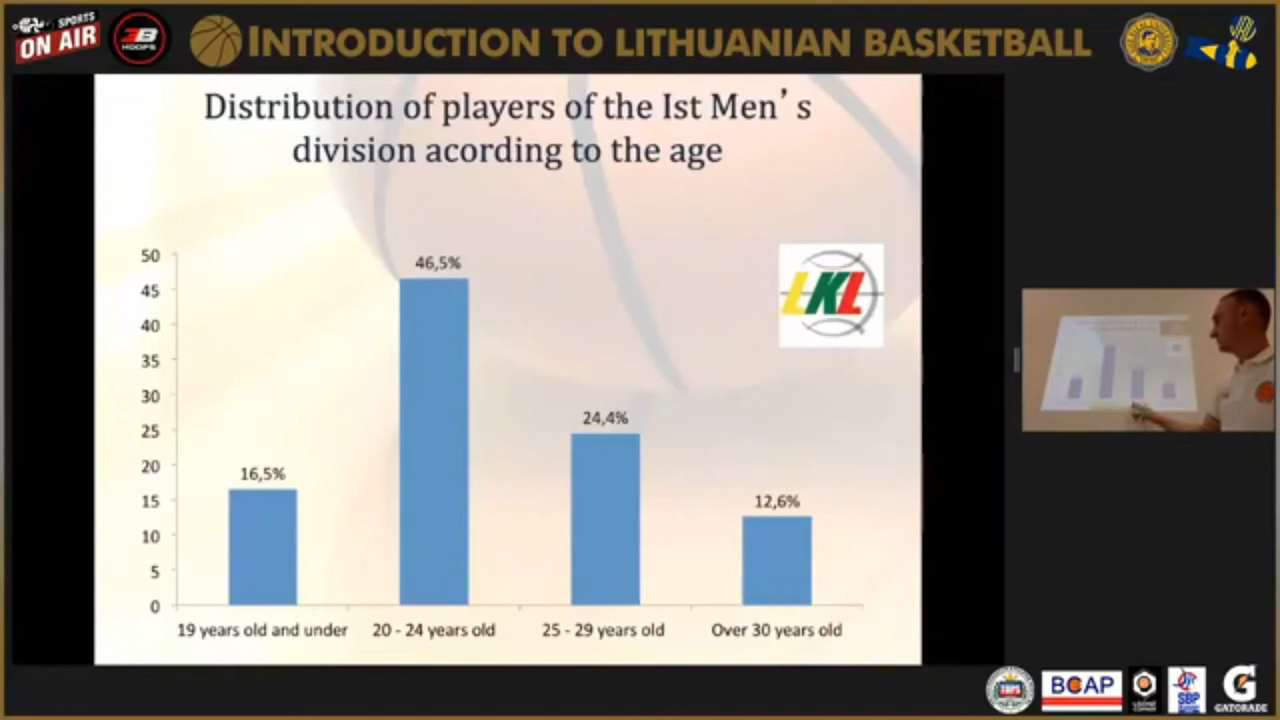 SPORTS
ON AIR
3B
HOOPS
INTRODUCTION TO LITHUANIAN BASKETBALL
Distribution of players of the Ist Men's
division acording to the age
50
45
40
35
30
25
20
15
10
5
0
16,5%
46,5%
24,4%
12,6%
LKL
19 years old and under
20 - 24 years old
25 - 29 years old
Over 30 years old
TOPS
BCAP
SBP
G
GATORADE